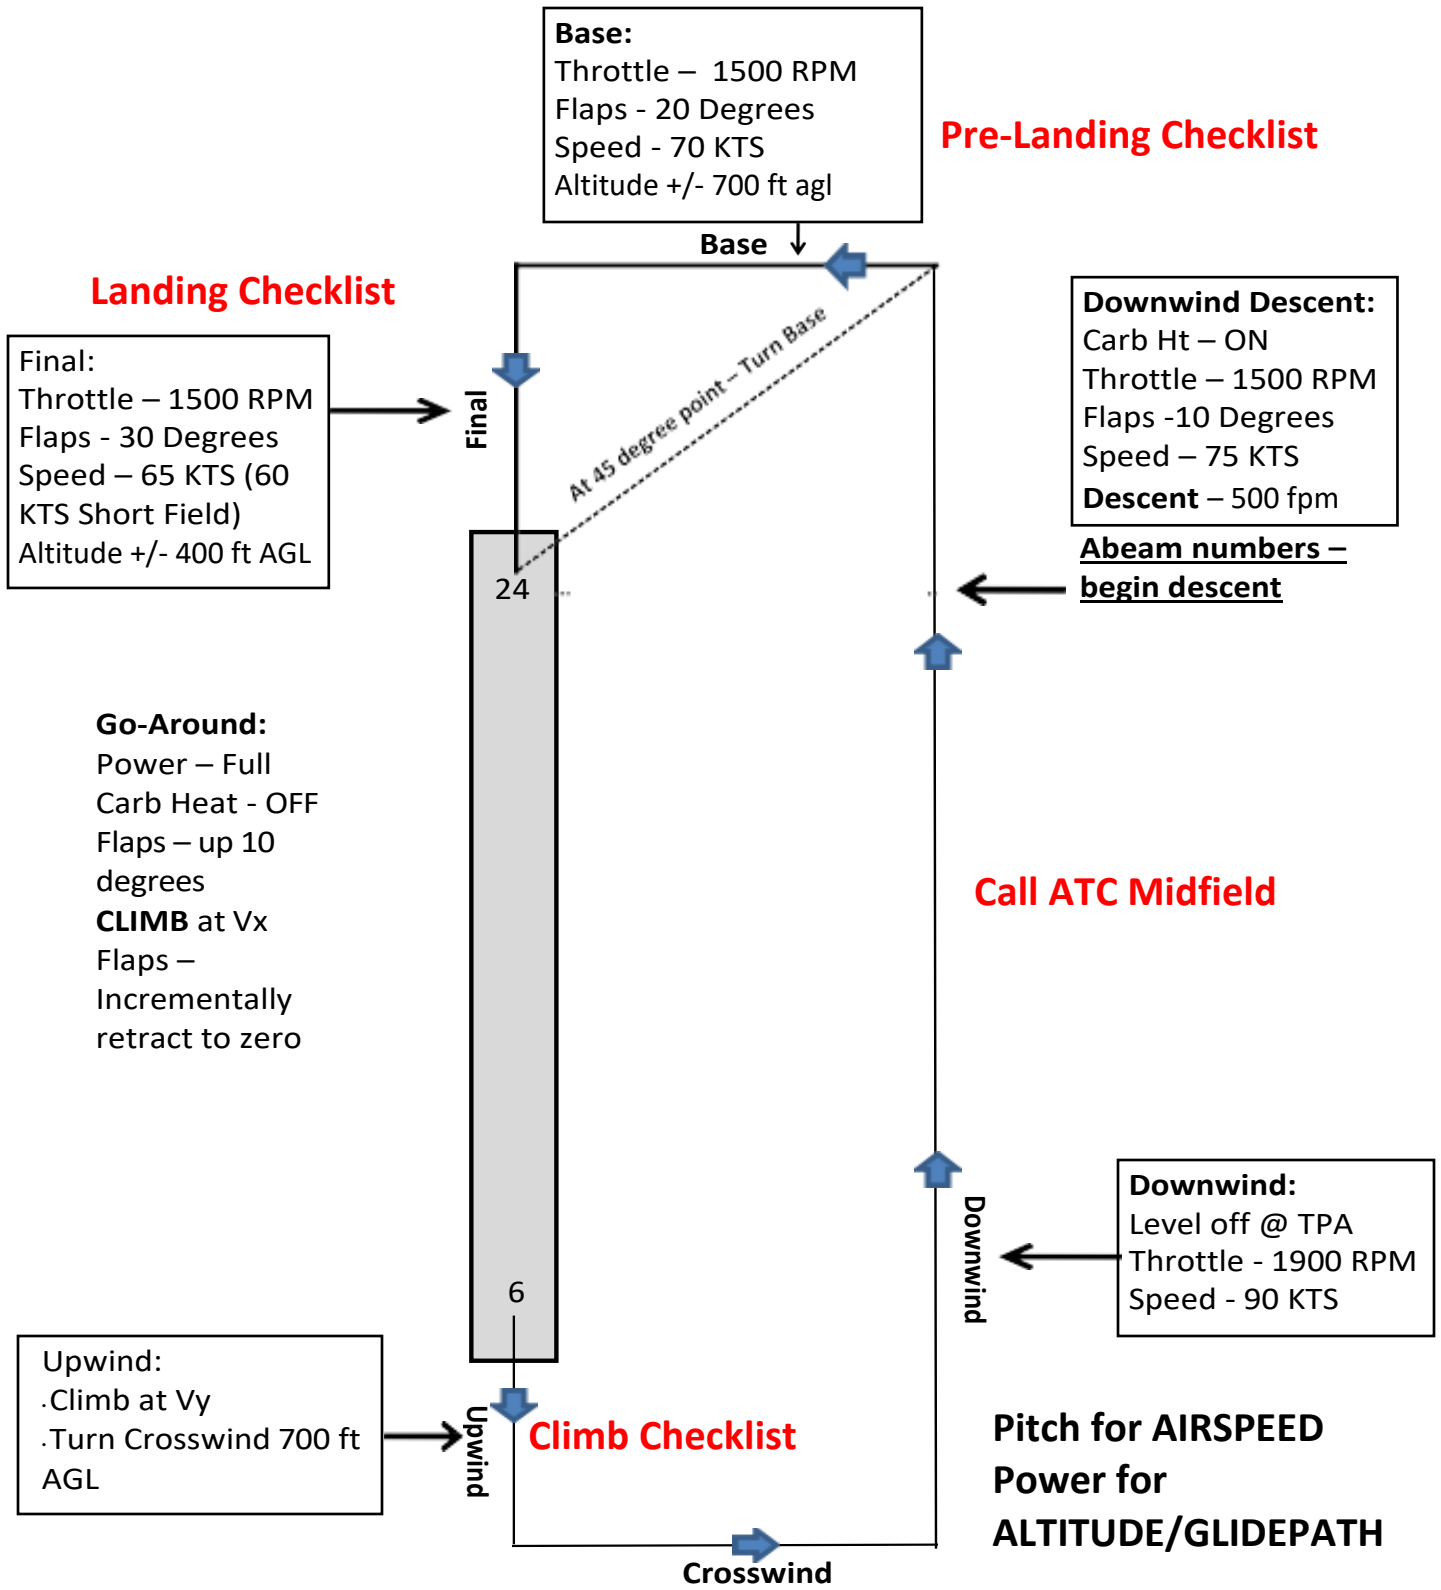 Base:
Throttle –  1500 RPM
Flaps - 20 Degrees
Speed - 70 KTS
Altitude +/- 700 ft agl
Pre-Landing Checklist
Base
Landing Checklist
Final:
Throttle – 1500 RPM
Flaps - 30 Degrees
Speed – 65 KTS (60
KTS Short Field)
Altitude +/- 400 ft AGL
Final
At 45 degree point – Turn Base
Downwind Descent:
Carb Ht – ON
Throttle – 1500 RPM
Flaps -10 Degrees
Speed – 75 KTS
Descent – 500 fpm
Abeam numbers –
begin descent
24
Go-Around:
Power – Full
Carb Heat - OFF
Flaps – up 10
degrees
CLIMB at Vx
Flaps –
Incrementally
retract to zero
Call ATC Midfield
Downwind
Downwind:
Level off @ TPA
Throttle - 1900 RPM
Speed - 90 KTS
6
Upwind:
.Climb at Vy
.Turn Crosswind 700 ft
AGL
Upwind
Climb Checklist
Pitch for AIRSPEED
Power for
ALTITUDE/GLIDEPATH
Crosswind